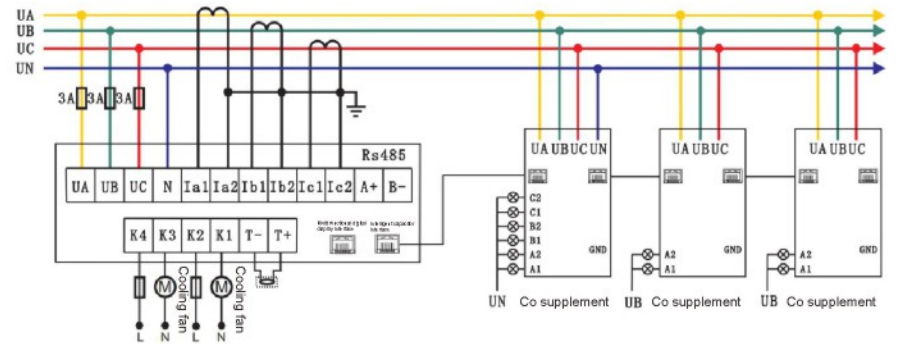 UA
UB
UC
UN
3A 3A 3A
Rs485
UA UB UC N Ia1 Ia2 Ib1 Ib2 Ic1 Ic2 A+ B-
K4 K3 K2 K1 T- T+
Cooling fan
Cooling fan
M M
L N L N
UA UB UC UN
C2
C1
B2
B1
A2
A1
UN
Co supplement
UA UB UC
GND
A2
A1
UB
Co supplement
UA UB UC
GND
A2
A1
UB
Co supplement